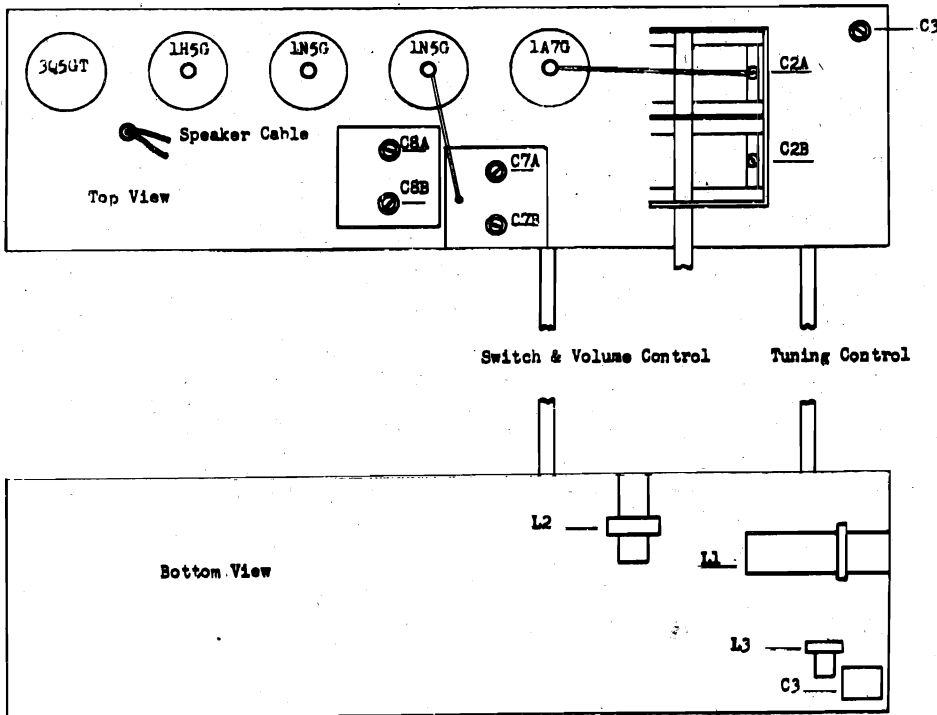 3Q5GT
1H5G
1N5G
1N5G
1A7G
C3
C2A
C2B
Speaker Cable
C8A
C8B
C7A
C7B
Top View
Switch & Volume Control
Tuning Control
L2
L1
Bottom View
L3
C3